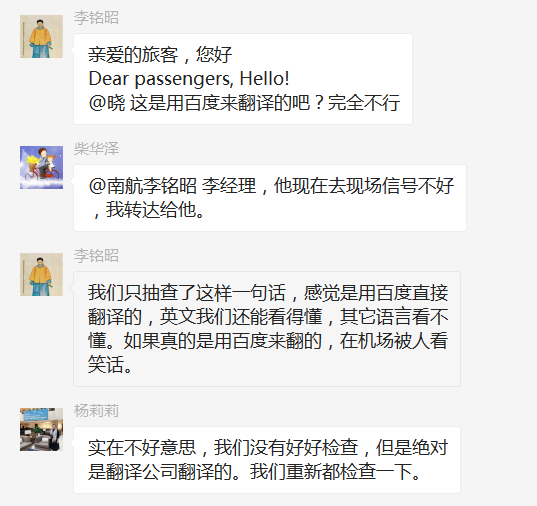 李铭昭
亲爱的旅客，您好
Dear passengers, Hello!
@晓 这是用百度来翻译的吧？完全不行
柴华泽
@南航李铭昭 李经理，他现在去现场信号不好
，我转达给他。
李铭昭
我们只抽查了这样一句话，感觉是用百度直接
翻译的，英文我们还能看得懂，其它语言看不
懂。如果真的是用百度来翻的，在机场被人看
笑话。
杨莉莉
实在不好意思，我们没有好好检查，但是绝对
是翻译公司翻译的。我们重新都检查一下。